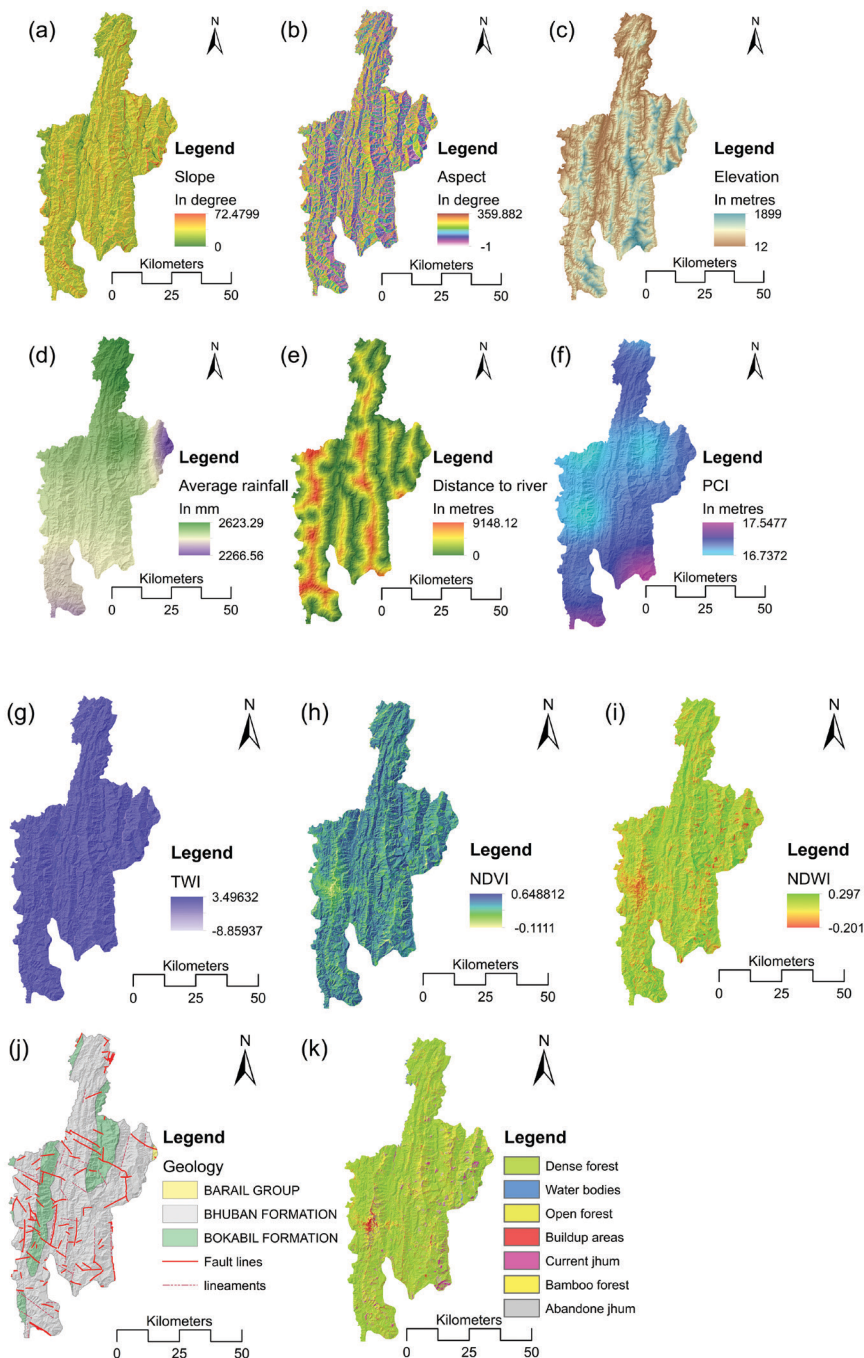 (a)
N
Legend
Slope
In degree
72.4799
0
Kilometers
0 25 50
(b)
N
Legend
Aspect
In degree
359.882
-1
Kilometers
0 25 50
(c)
N
Legend
Elevation
In metres
1899
12
Kilometers
0 25 50
(d)
N
Legend
Average rainfall
In mm
2623.29
2266.56
Kilometers
0 25 50
(e)
N
Legend
Distance to river
In metres
9148.12
0
Kilometers
0 25 50
(f)
N
Legend
PCI
In metres
17.5477
16.7372
Kilometers
0 25 50
(g)
N
Legend
TWI
3.49632
-8.85937
Kilometers
0 25 50
(h)
N
Legend
NDVI
0.648812
-0.1111
Kilometers
0 25 50
(i)
N
Legend
NDWI
0.297
-0.201
Kilometers
0 25 50
(j)
N
Legend
Geology
BARAIL GROUP
BHUBAN FORMATION
BOKABIL FORMATION
Fault lines
lineaments
Kilometers
0 25 50
(k)
N
Legend
Dense forest
Water bodies
Open forest
Buildup areas
Current jhum
Bamboo forest
Abandone jhum
Kilometers
0 25 50